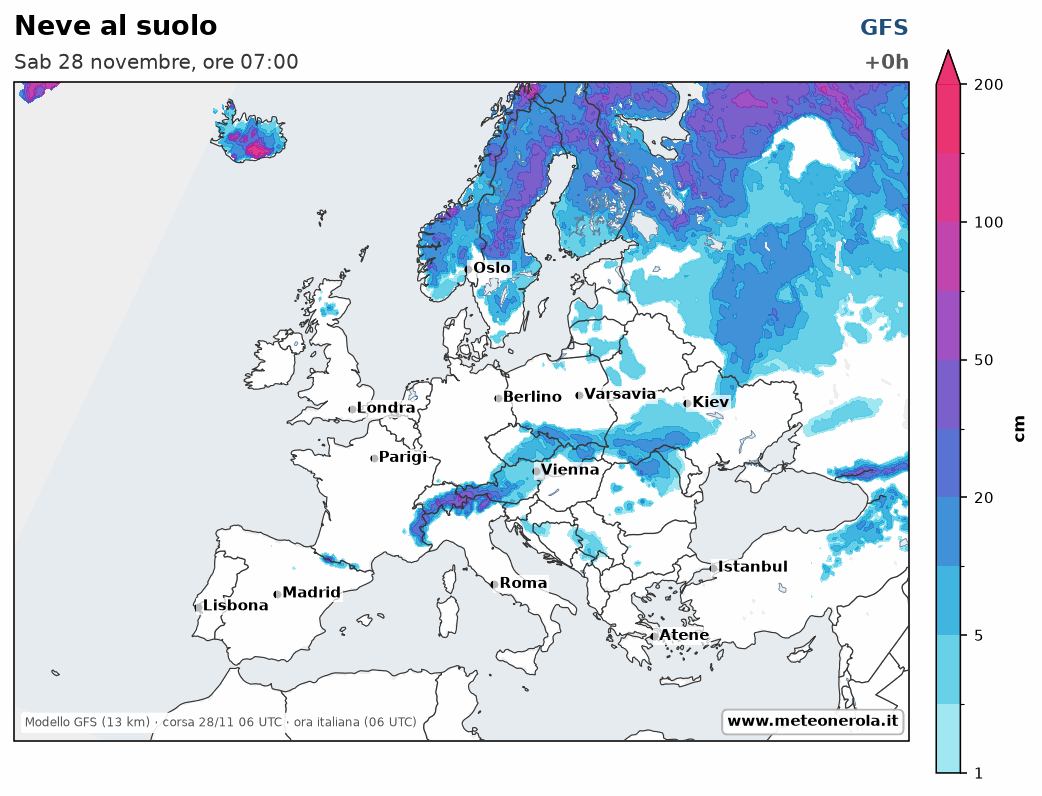 Neve al suolo
GFS
Sab 28 novembre, ore 07:00
+0h
200
100
50
20
5
1
cm
Oslo
Berlino
Varsavia
Kiev
Londra
Parigi
Vienna
Istanbul
Roma
Madrid
Lisbona
Atene
Modello GFS (13 km) · corsa 28/11 06 UTC · ora italiana (06 UTC)
www.meteonerola.it